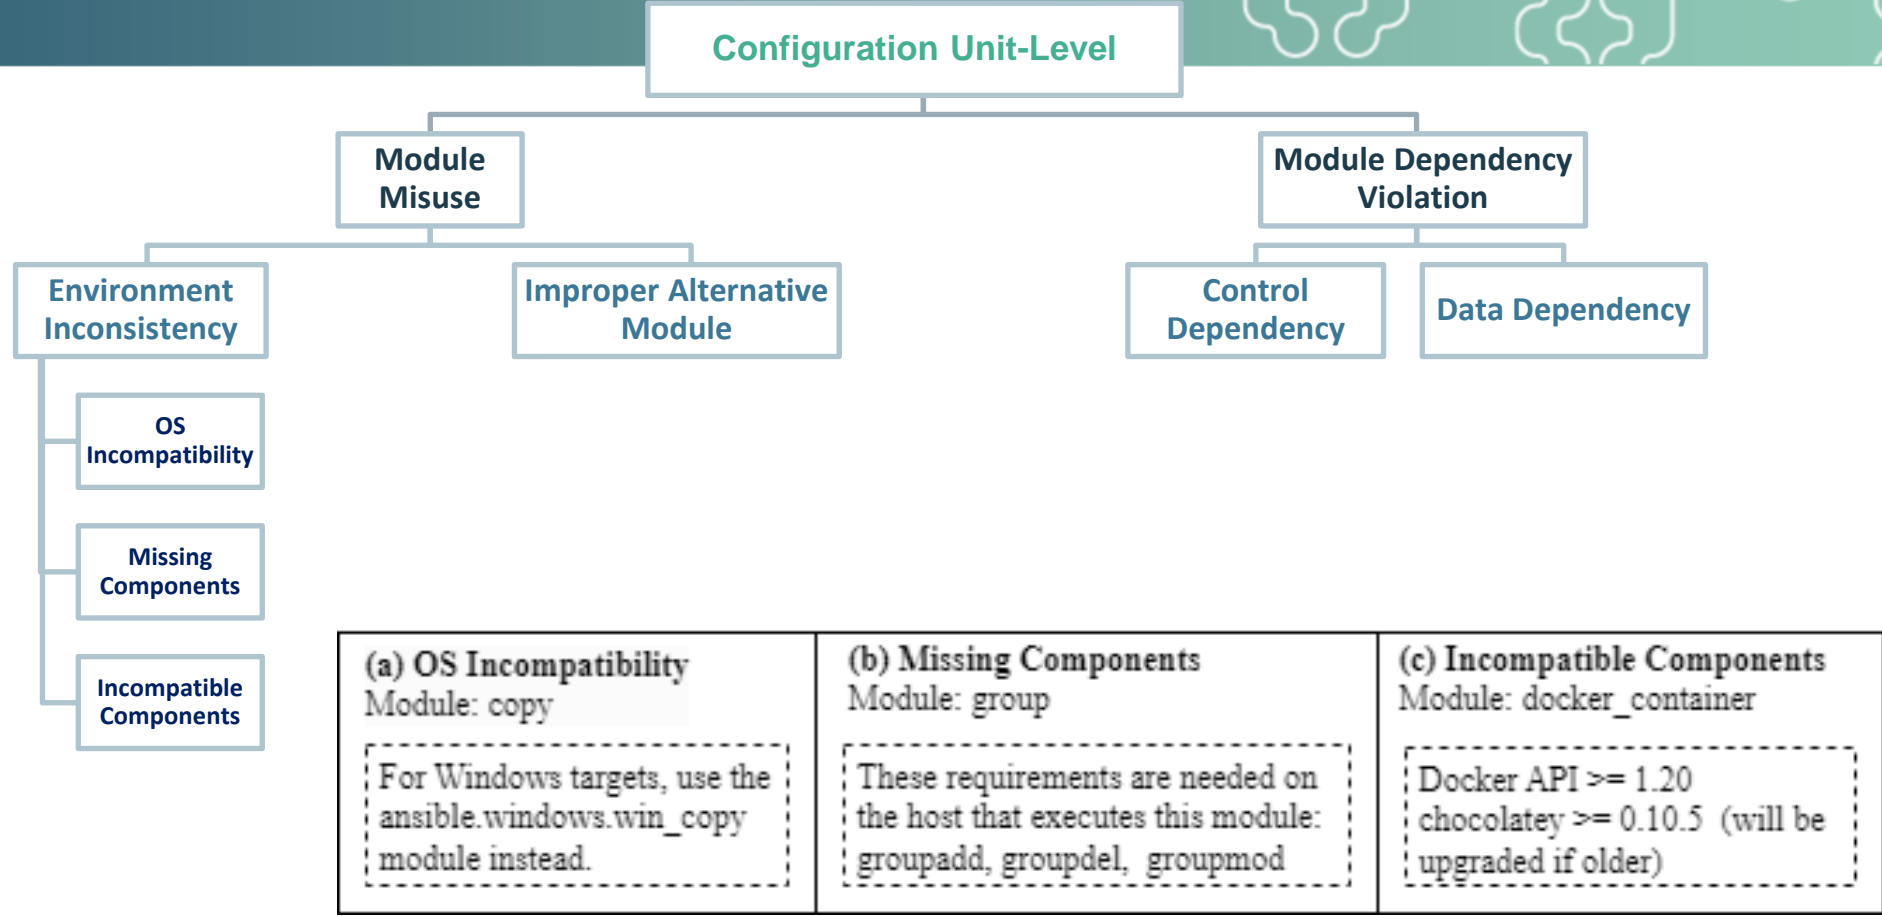 Configuration Unit-Level
Module
Misuse
Module Dependency
Violation
Environment
Inconsistency
Improper Alternative
Module
Control
Dependency
Data Dependency
OS
Incompatibility
Missing
Components
Incompatible
Components
(a) OS Incompatibility
Module: copy
For Windows targets, use the
ansible.windows.win_copy
module instead.
(b) Missing Components
Module: group
These requirements are needed on
the host that executes this module:
groupadd, groupdel, groupmod
(c) Incompatible Components
Module: docker_container
Docker API >= 1.20
chocolatey >= 0.10.5 (will be
upgraded if older)